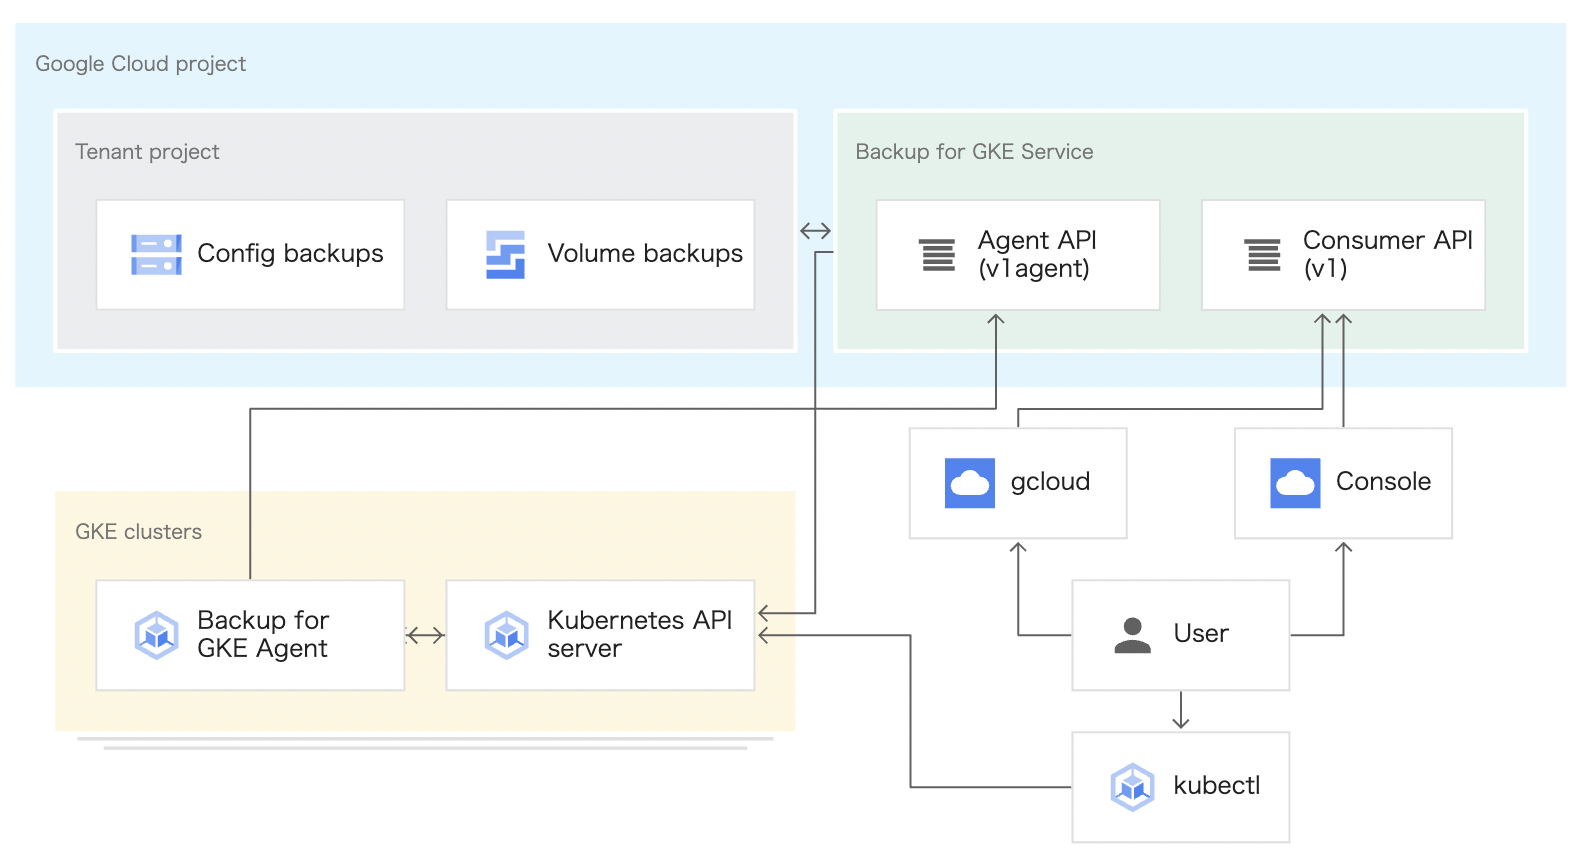 Google Cloud project
Tenant project
Config backups
Volume backups
Backup for GKE Service
Agent API
(v1agent)
Consumer API
(v1)
gcloud
Console
GKE clusters
Backup for
GKE Agent
Kubernetes API
server
User
kubectl